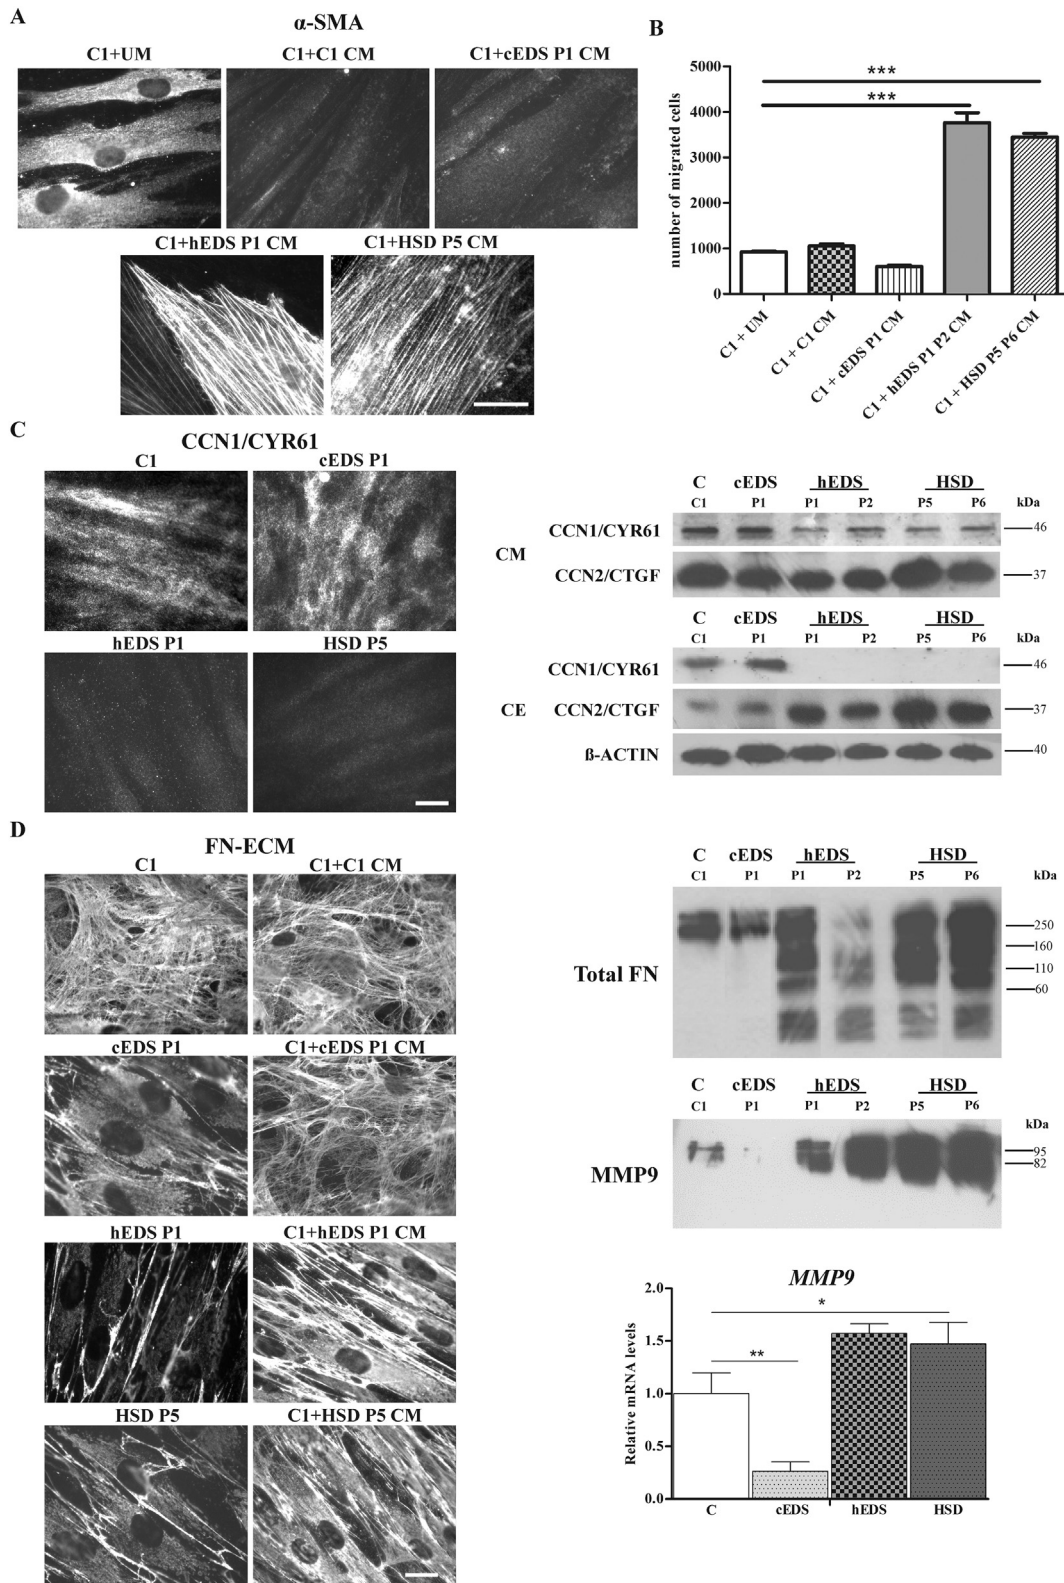 A
α-SMA
C1+UM
C1+C1 CM
C1+cEDS P1 CM
C1+hEDS P1 CM
C1+HSD P5 CM
B
5000
4000
3000
2000
1000
0
number of migrated cells
***
***
C1 + UM
C1 + C1 CM
C1 + cEDS P1 CM
C1 + hEDS P1 P2 CM
C1 + HSD P5 P6 CM
C
CCN1/CYR61
C1
cEDS P1
hEDS P1
HSD P5
C cEDS hEDS HSD
C1 P1 P1 P2 P5 P6 kDa
CM
CCN1/CYR61 46
CCN2/CTGF 37
C cEDS hEDS HSD
C1 P1 P1 P2 P5 P6 kDa
CE
CCN1/CYR61 46
CCN2/CTGF 37
ß-ACTIN 40
D
FN-ECM
C1
C1+C1 CM
cEDS P1
C1+cEDS P1 CM
hEDS P1
C1+hEDS P1 CM
HSD P5
C1+HSD P5 CM
C cEDS hEDS HSD
C1 P1 P1 P2 P5 P6 kDa
Total FN
250
160
110
60
C cEDS hEDS HSD
C1 P1 P1 P2 P5 P6 kDa
MMP9
95
82
MMP9
2.0
1.5
1.0
0.5
0.0
Relative mRNA levels
*
**
C cEDS hEDS HSD